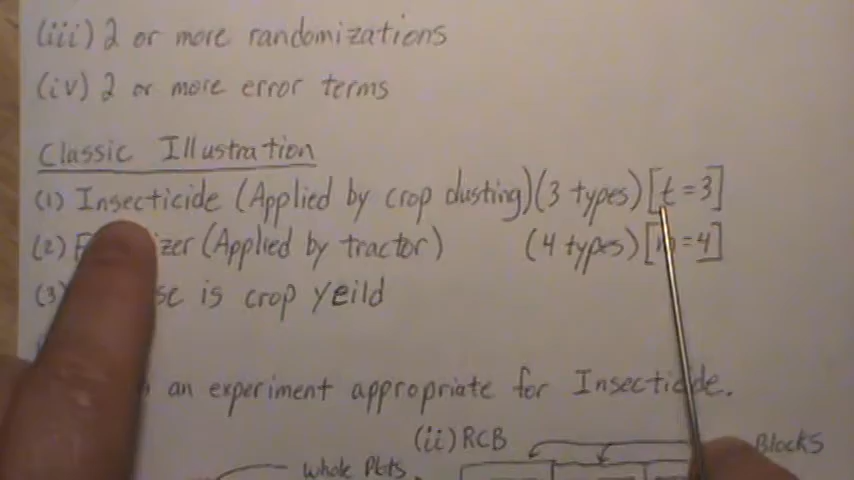 (iii) 2 or more randomizations
(iv) 2 or more error terms
Classic Illustration
(1) Insecticide (Applied by crop dusting) (3 types) [t = 3]
(2) (Applied by tractor) (4 types) [ = 4]
(3) is crop yeild
an experiment appropriate for Insecticide.
(ii) RCB
Blocks
Whole Plots